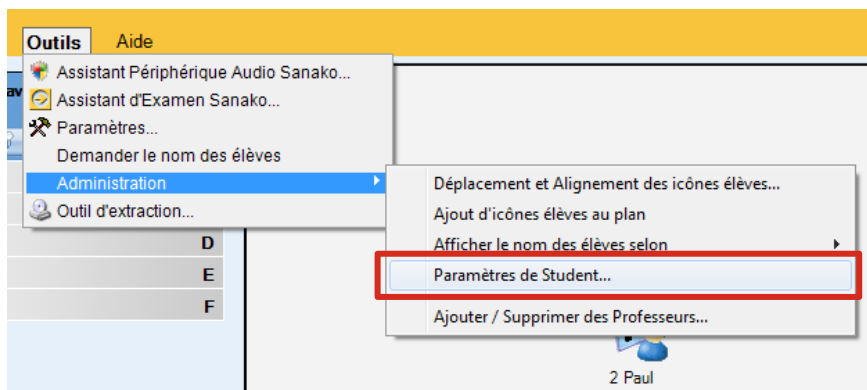 Outils Aide
Assistant Périphérique Audio Sanako...
Assistant d'Examen Sanako...
Paramètres...
Demander le nom des élèves
Administration
Outil d'extraction...
Déplacement et Alignement des icônes élèves...
Ajout d'icônes élèves au plan
Afficher le nom des élèves selon
Paramètres de Student...
Ajouter / Supprimer des Professeurs...
D
E
F
2 Paul